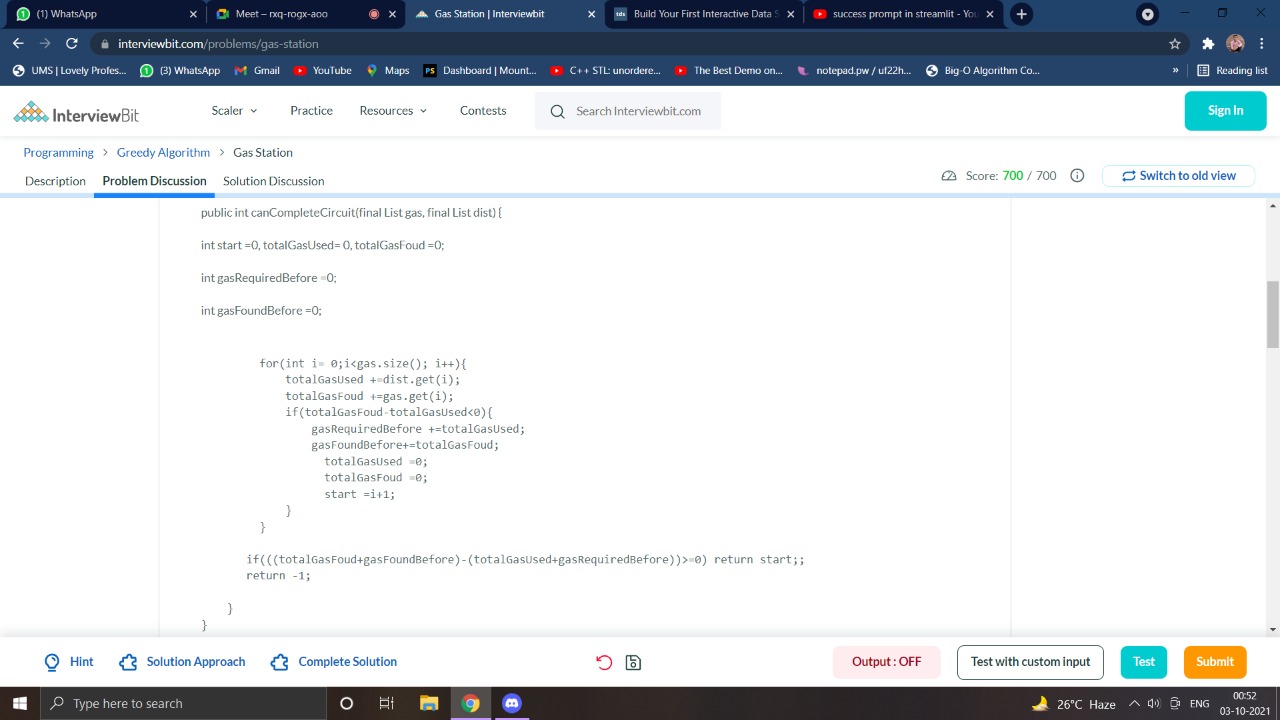 (1) WhatsApp
Meet – rxq-rogx-aoo
Gas Station | Interviewbit
tds Build Your First Interactive Data S
success prompt in streamlit - You
interviewbit.com/problems/gas-station
UMS | Lovely Profes...
(3) WhatsApp
Gmail
YouTube
Maps
PS Dashboard | Mount...
C++ STL: unordere...
The Best Demo on...
notepad.pw / uf22h...
Big-O Algorithm Co...
»
Reading list
InterviewBit
Scaler
Practice
Resources
Contests
Search Interviewbit.com
Sign In
Programming > Greedy Algorithm > Gas Station
Description
Problem Discussion
Solution Discussion
Score: 700 / 700
Switch to old view
public int canCompleteCircuit(final List gas, final List dist) {
int start =0, totalGasUsed= 0, totalGasFoud =0;
int gasRequiredBefore =0;
int gasFoundBefore =0;
for(int i= 0;i<gas.size(); i++){
totalGasUsed +=dist.get(i);
totalGasFoud +=gas.get(i);
if(totalGasFoud-totalGasUsed<0){
gasRequiredBefore +=totalGasUsed;
gasFoundBefore+=totalGasFoud;
totalGasUsed =0;
totalGasFoud =0;
start =i+1;
}
}
if(((totalGasFoud+gasFoundBefore)-(totalGasUsed+gasRequiredBefore))>=0) return start;;
return -1;
}
}
Hint
Solution Approach
Complete Solution
Output : OFF
Test with custom input
Test
Submit
Type here to search
26°C Haze
ENG
00:52
03-10-2021